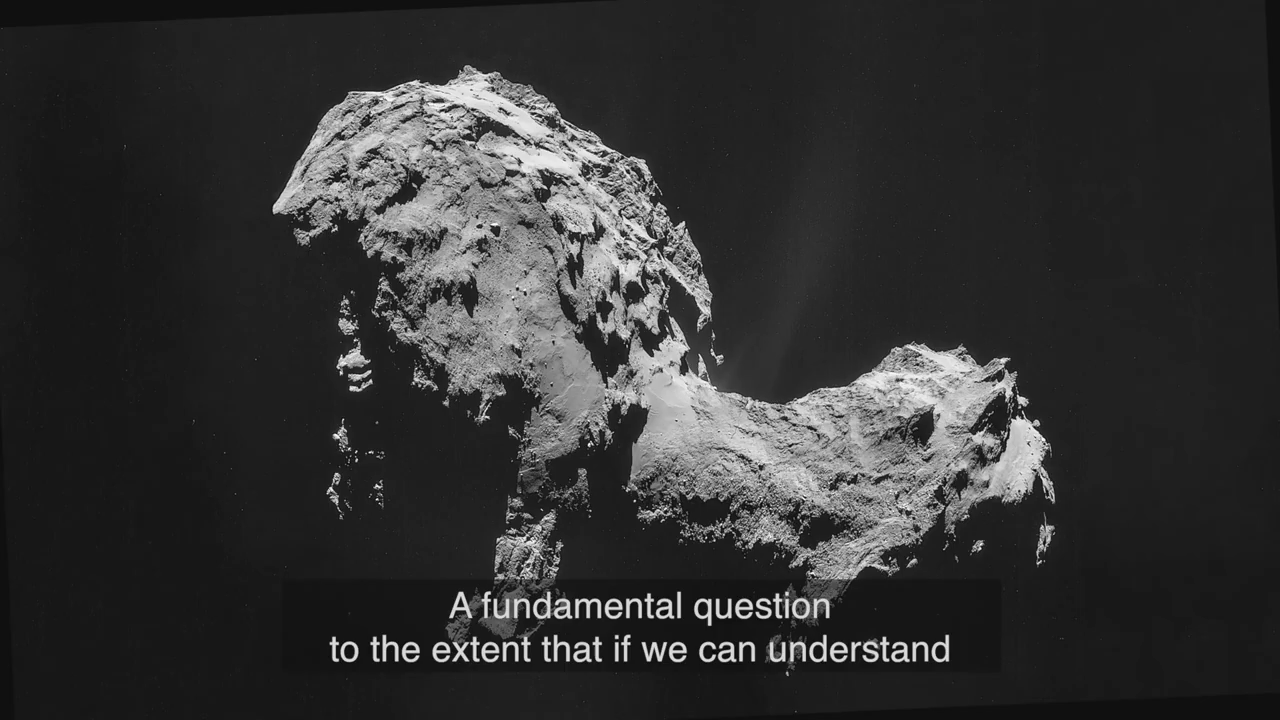 A fundamental question
to the extent that if we can understand